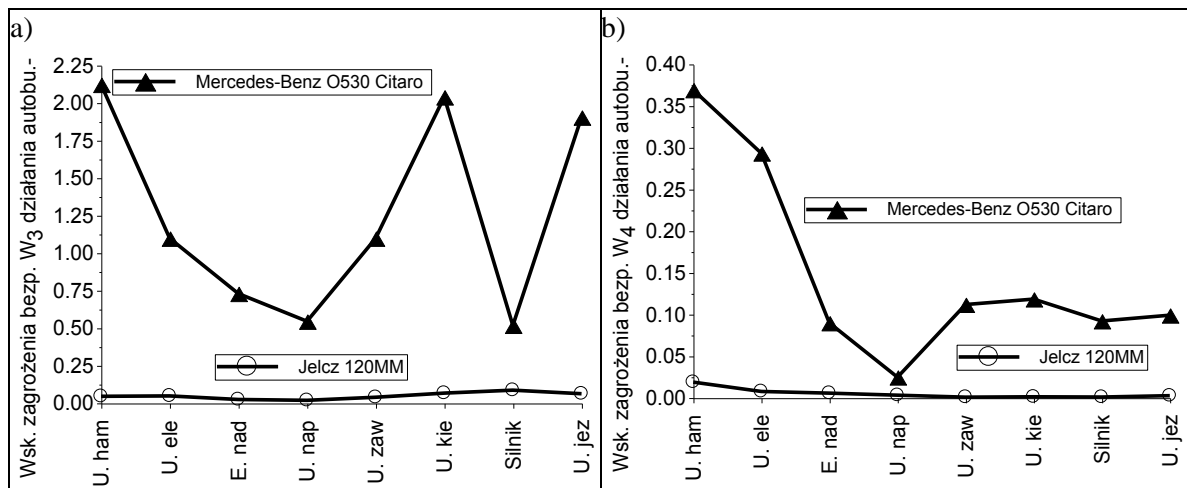 a)
Wsk. zagrożenia bezp. W3 działania autobu.-
2.25
2.00
1.75
1.50
1.25
1.00
0.75
0.50
0.25
0.00
Mercedes-Benz O530 Citaro
Jelcz 120MM
U. ham
U. ele
E. nad
U. nap
U. zaw
U. kie
Silnik
U. jez
b)
Wsk. zagrożenia bezp. W4 działania autobu.-
0.40
0.35
0.30
0.25
0.20
0.15
0.10
0.05
0.00
Mercedes-Benz O530 Citaro
Jelcz 120MM
U. ham
U. ele
E. nad
U. nap
U. zaw
U. kie
Silnik
U. jez